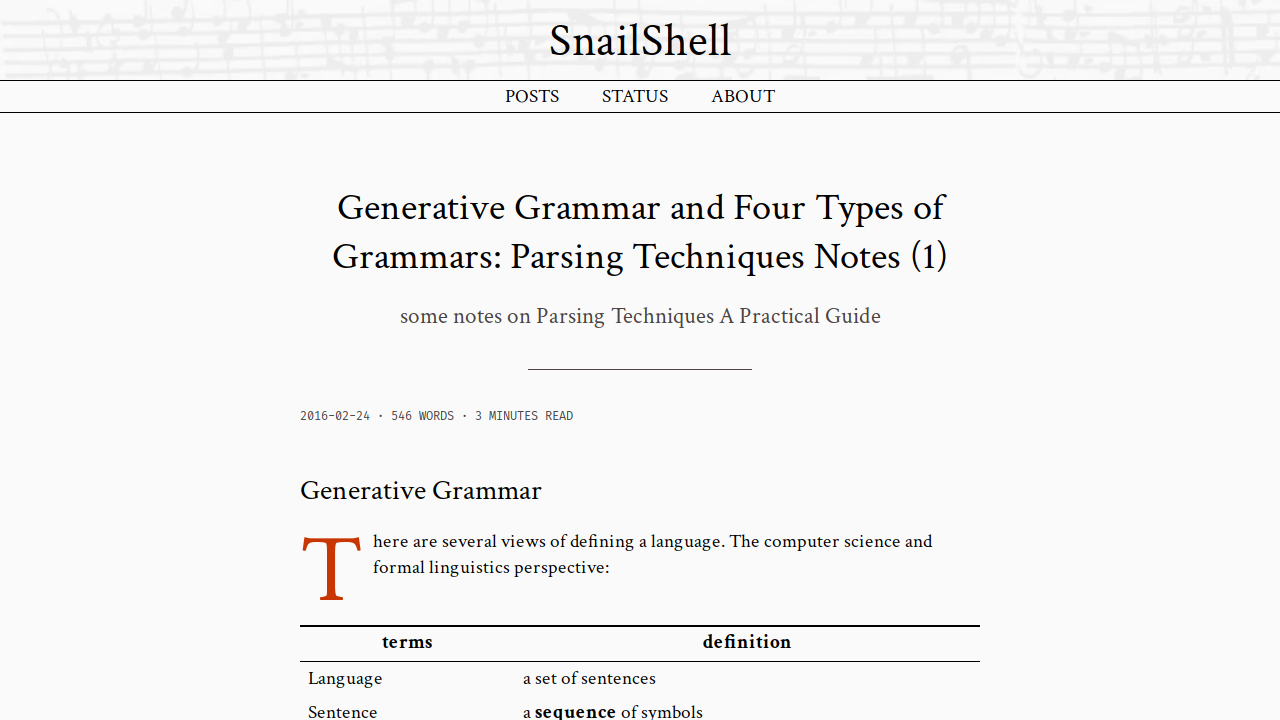 SnailShell
POSTS STATUS ABOUT
Generative Grammar and Four Types of
Grammars: Parsing Techniques Notes (1)
some notes on Parsing Techniques A Practical Guide
2016-02-24 · 546 WORDS · 3 MINUTES READ
Generative Grammar
There are several views of defining a language. The computer science and
formal linguistics perspective:
terms definition
Language a set of sentences
Sentence a sequence of symbols